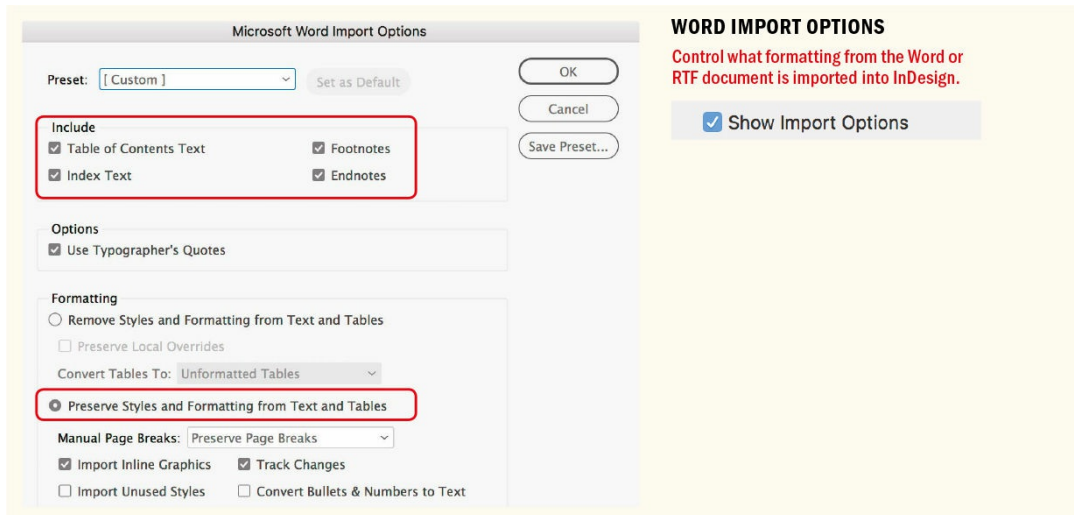 Microsoft Word Import Options
Preset: [ Custom ] Set as Default
OK
Cancel
Save Preset...
Include
Table of Contents Text Footnotes
Index Text Endnotes
Options
Use Typographer's Quotes
Formatting
Remove Styles and Formatting from Text and Tables
Preserve Local Overrides
Convert Tables To: Unformatted Tables
Preserve Styles and Formatting from Text and Tables
Manual Page Breaks: Preserve Page Breaks
Import Inline Graphics Track Changes
Import Unused Styles Convert Bullets & Numbers to Text
WORD IMPORT OPTIONS
Control what formatting from the Word or
RTF document is imported into InDesign.
Show Import Options